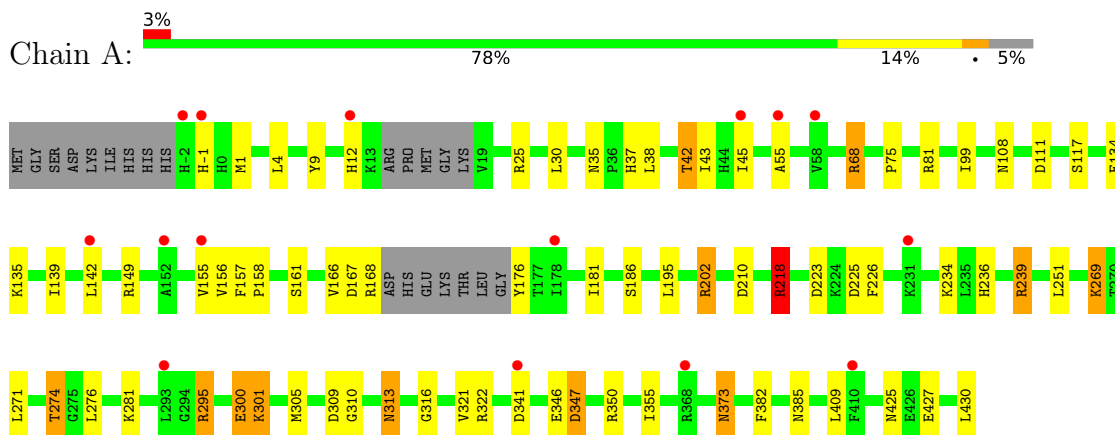 3%
Chain A:
78% 14% • 5%
MET GLY SER ASP LYS ILE HIS HIS HIS HIS H-2 H-1 H0 M1 L4 Y9 H12 K13 ARG PRO MET GLY LYS V19 R25 L30 N35 P36 H37 L38 T42 I43 H44 I45 A55 V58 R68 P75 R81 I99 N108 D111 S117 E134
K135 I139 L142 R149 A152 V155 V156 F157 P158 S161 V166 D167 R168 ASP HIS GLU LYS THR LEU GLY Y176 T177 I178 I181 S186 L195 R202 D210 R218 D223 K224 D225 F226 K231 K234 L235 H236 R239 L251 K269 T270
L271 T274 G275 L276 K281 L293 G294 R295 E300 K301 M305 D309 G310 N313 G316 V321 R322 D341 E346 D347 R350 I355 R368 N373 F382 N385 L409 F410 N425 E426 E427 L430